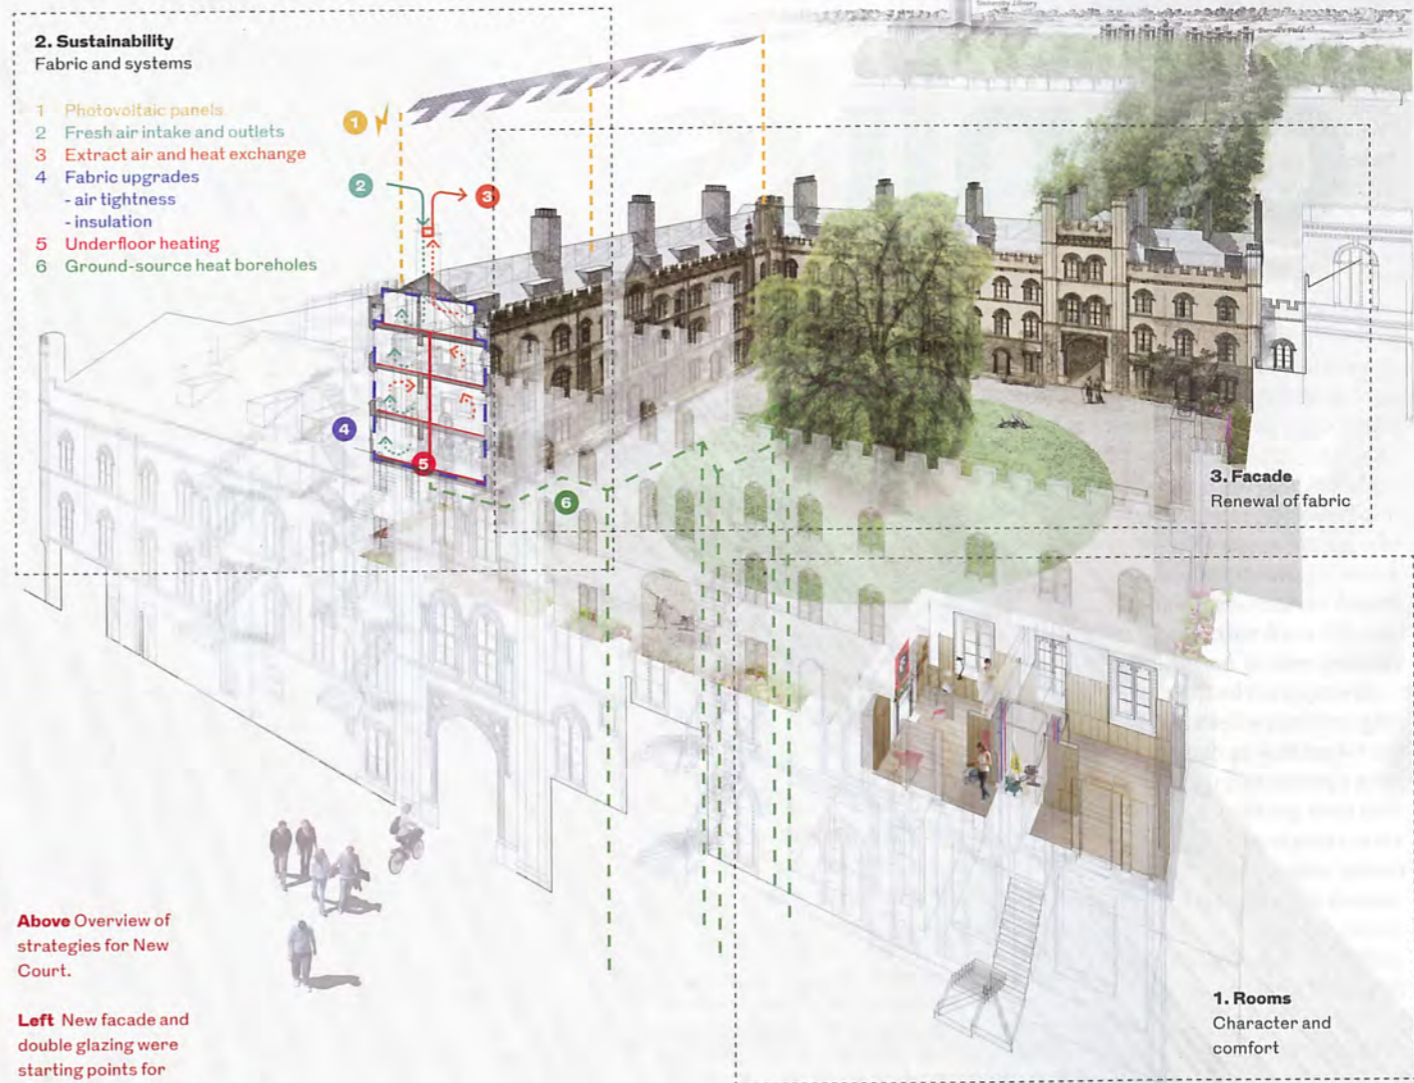 University Library
2. Sustainability
Fabric and systems
1 Photovoltaic panels
2 Fresh air intake and outlets
3 Extract air and heat exchange
4 Fabric upgrades
- air tightness
- insulation
5 Underfloor heating
6 Ground-source heat boreholes
1
2
3
4
5
6
3. Facade
Renewal of fabric
Above Overview of
strategies for New
Court.
Left New facade and
double glazing were
starting points for
1. Rooms
Character and
comfort